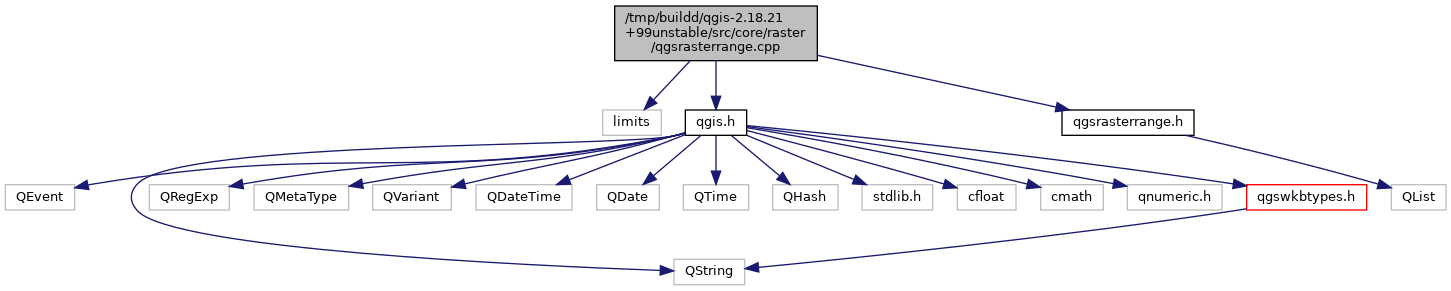 /tmp/buildd/qgis-2.18.21
+99unstable/src/core/raster
/qgsrasterrange.cpp
limits
qgis.h
qgsrasterrange.h
QEvent
QRegExp
QMetaType
QVariant
QDateTime
QDate
QTime
QHash
stdlib.h
cfloat
cmath
qnumeric.h
qgswkbtypes.h
QList
QString